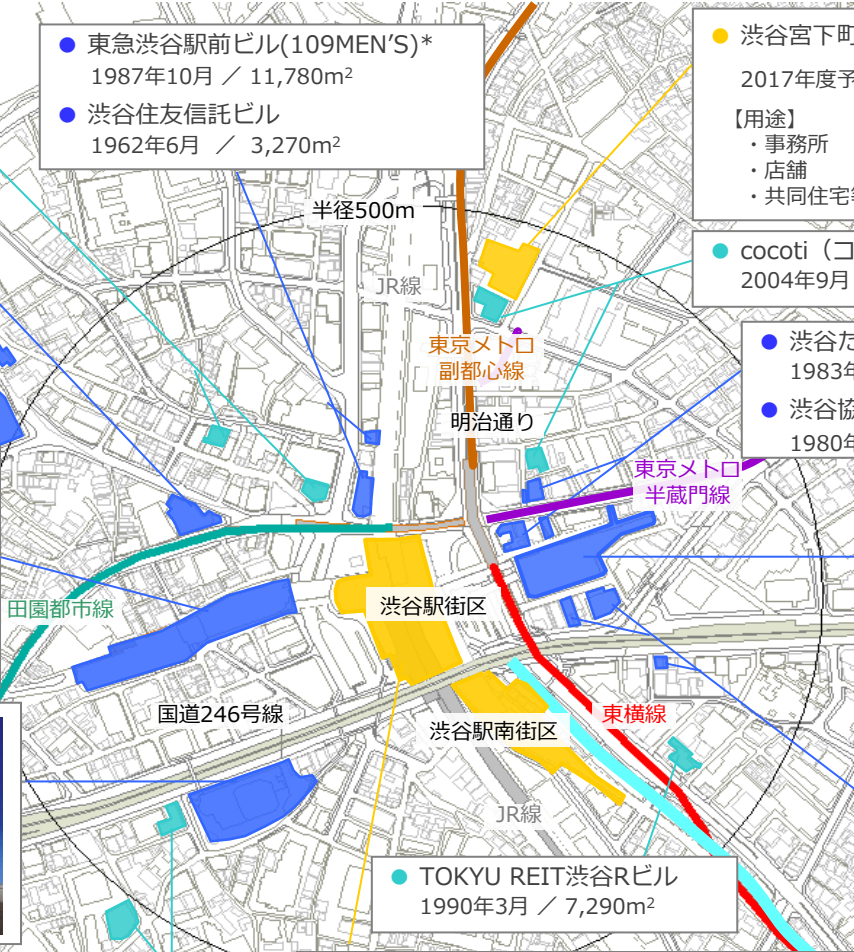 ● 東急渋谷駅前ビル(109MEN’S)*
1987年10月 ／ 11,780m²
● 渋谷住友信託ビル
1962年6月 ／ 3,270m²
● 渋谷宮下町
2017年度予
【用途】
・事務所
・店舗
・共同住宅等
半径500m
● cocoti（コ
2004年9月
JR線
東京メトロ
副都心線
● 渋谷た
1983年
● 渋谷協
1980年
明治通り
東京メトロ
半蔵門線
田園都市線
渋谷駅街区
国道246号線
渋谷駅南街区
東横線
JR線
● TOKYU REIT渋谷Rビル
1990年3月 ／ 7,290m²